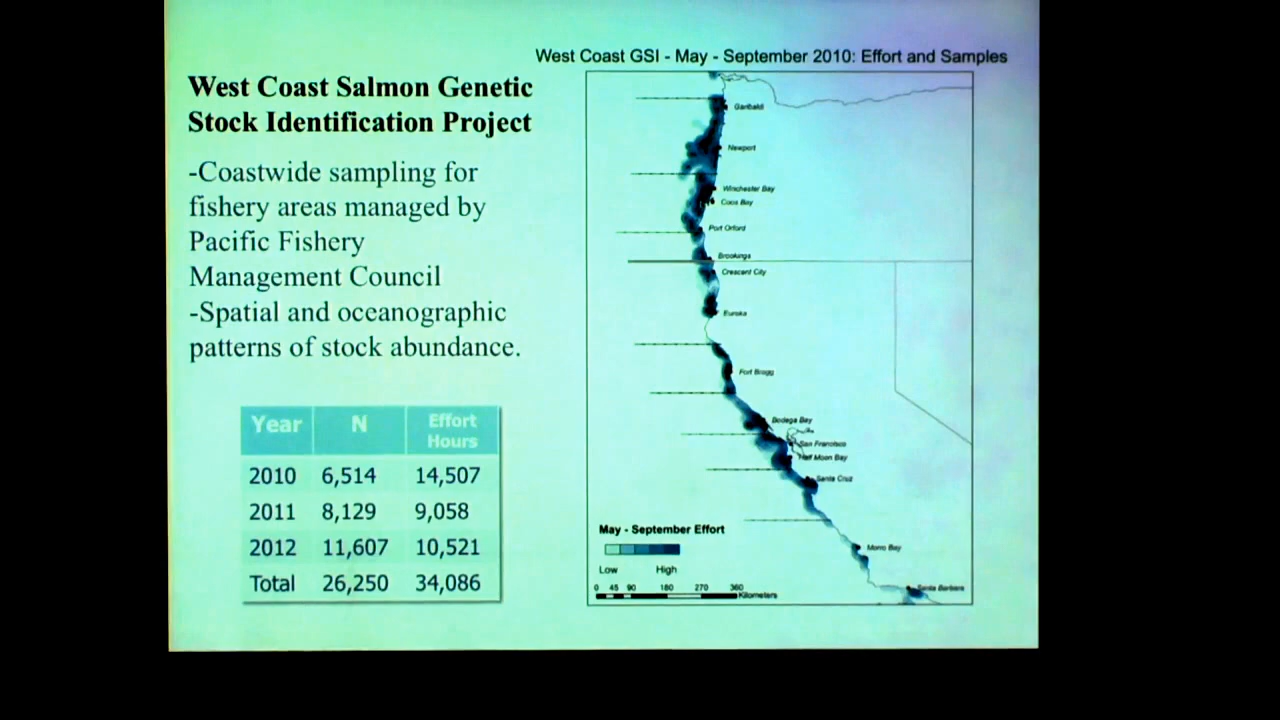 West Coast GSI - May - September 2010: Effort and Samples
West Coast Salmon Genetic
Stock Identification Project
-Coastwide sampling for
fishery areas managed by
Pacific Fishery
Management Council
-Spatial and oceanographic
patterns of stock abundance.
Year N Effort Hours
2010 6,514 14,507
2011 8,129 9,058
2012 11,607 10,521
Total 26,250 34,086
Garibaldi
Newport
Winchester Bay
Coos Bay
Port Orford
Brookings
Crescent City
Eureka
Fort Bragg
Bodega Bay
San Francisco
Half Moon Bay
Santa Cruz
Morro Bay
Santa Barbara
May - September Effort
Low High
0 45 90 180 270 360
Kilometers